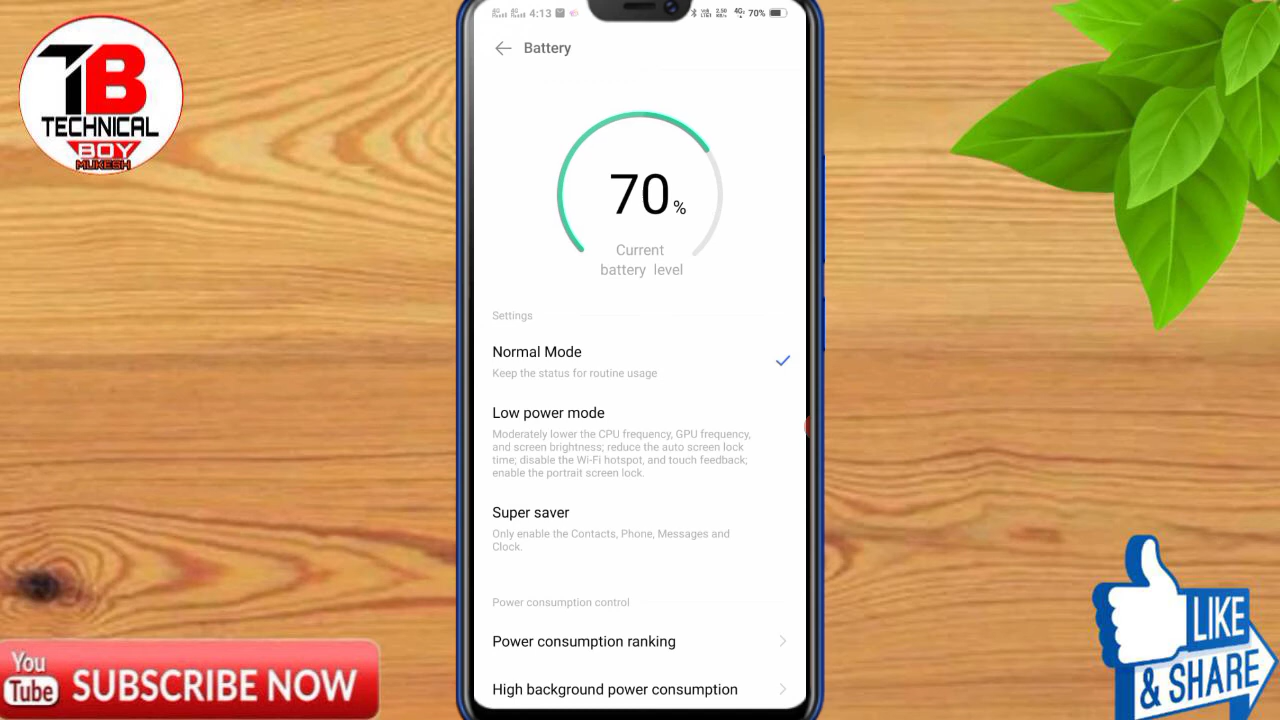 TB
TECHNICAL
BOY
MUKESH
4:13
4G 70%
Battery
70%
Current
battery level
Settings
Normal Mode
Keep the status for routine usage
Low power mode
Moderately lower the CPU frequency, GPU frequency,
and screen brightness; reduce the auto screen lock
time; disable the Wi-Fi hotspot, and touch feedback;
enable the portrait screen lock.
Super saver
Only enable the Contacts, Phone, Messages and
Clock.
Power consumption control
Power consumption ranking
High background power consumption
You
Tube
SUBSCRIBE NOW
LIKE
& SHARE